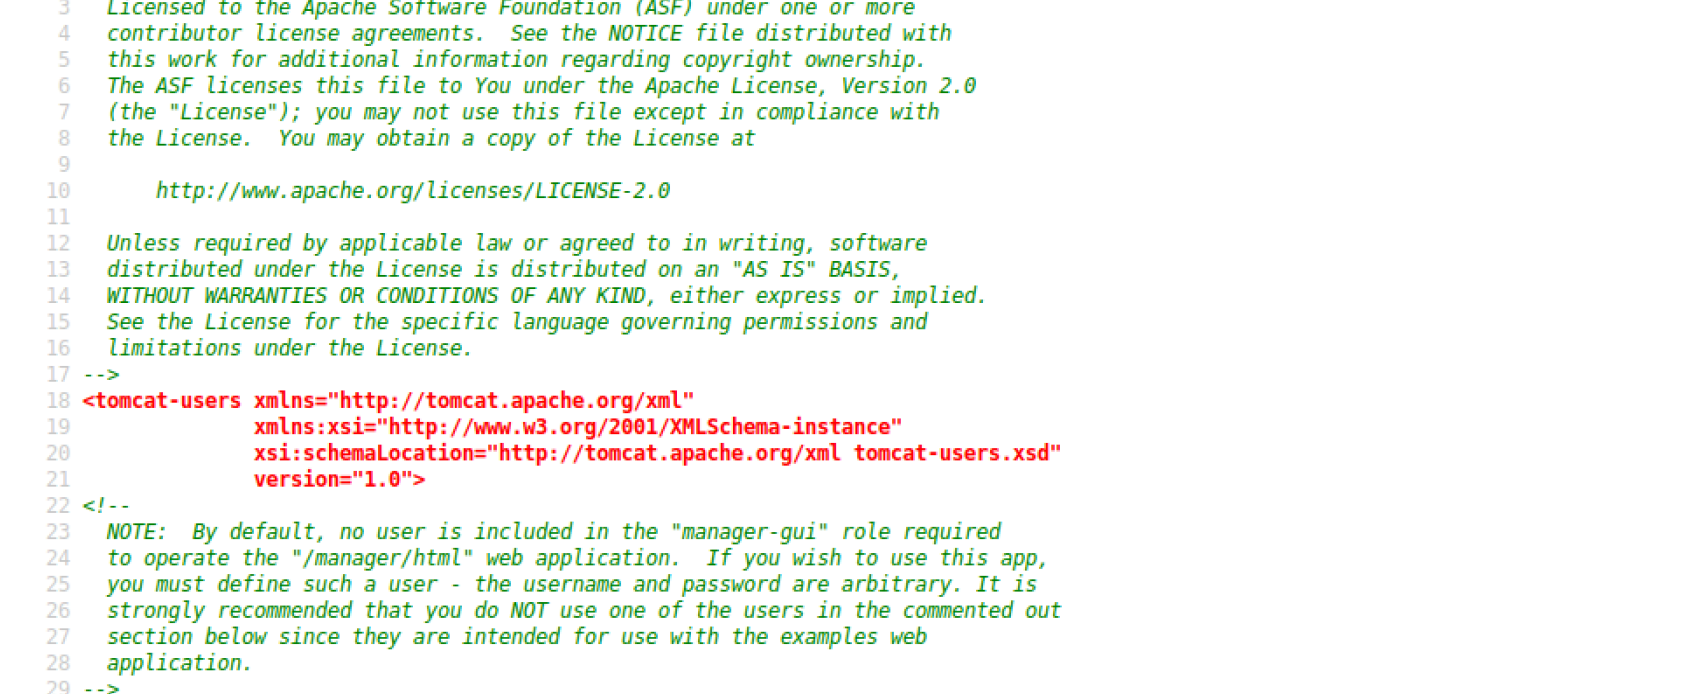 3 Licensed to the Apache Software Foundation (ASF) under one or more
4 contributor license agreements.  See the NOTICE file distributed with
5 this work for additional information regarding copyright ownership.
6 The ASF licenses this file to You under the Apache License, Version 2.0
7 (the "License"); you may not use this file except in compliance with
8 the License.  You may obtain a copy of the License at
9
10 http://www.apache.org/licenses/LICENSE-2.0
11
12 Unless required by applicable law or agreed to in writing, software
13 distributed under the License is distributed on an "AS IS" BASIS,
14 WITHOUT WARRANTIES OR CONDITIONS OF ANY KIND, either express or implied.
15 See the License for the specific language governing permissions and
16 limitations under the License.
17 -->
18 <tomcat-users xmlns="http://tomcat.apache.org/xml"
19 xmlns:xsi="http://www.w3.org/2001/XMLSchema-instance"
20 xsi:schemaLocation="http://tomcat.apache.org/xml tomcat-users.xsd"
21 version="1.0">
22 <!--
23 NOTE:  By default, no user is included in the "manager-gui" role required
24 to operate the "/manager/html" web application.  If you wish to use this app,
25 you must define such a user - the username and password are arbitrary. It is
26 strongly recommended that you do NOT use one of the users in the commented out
27 section below since they are intended for use with the examples web
28 application.
29 -->